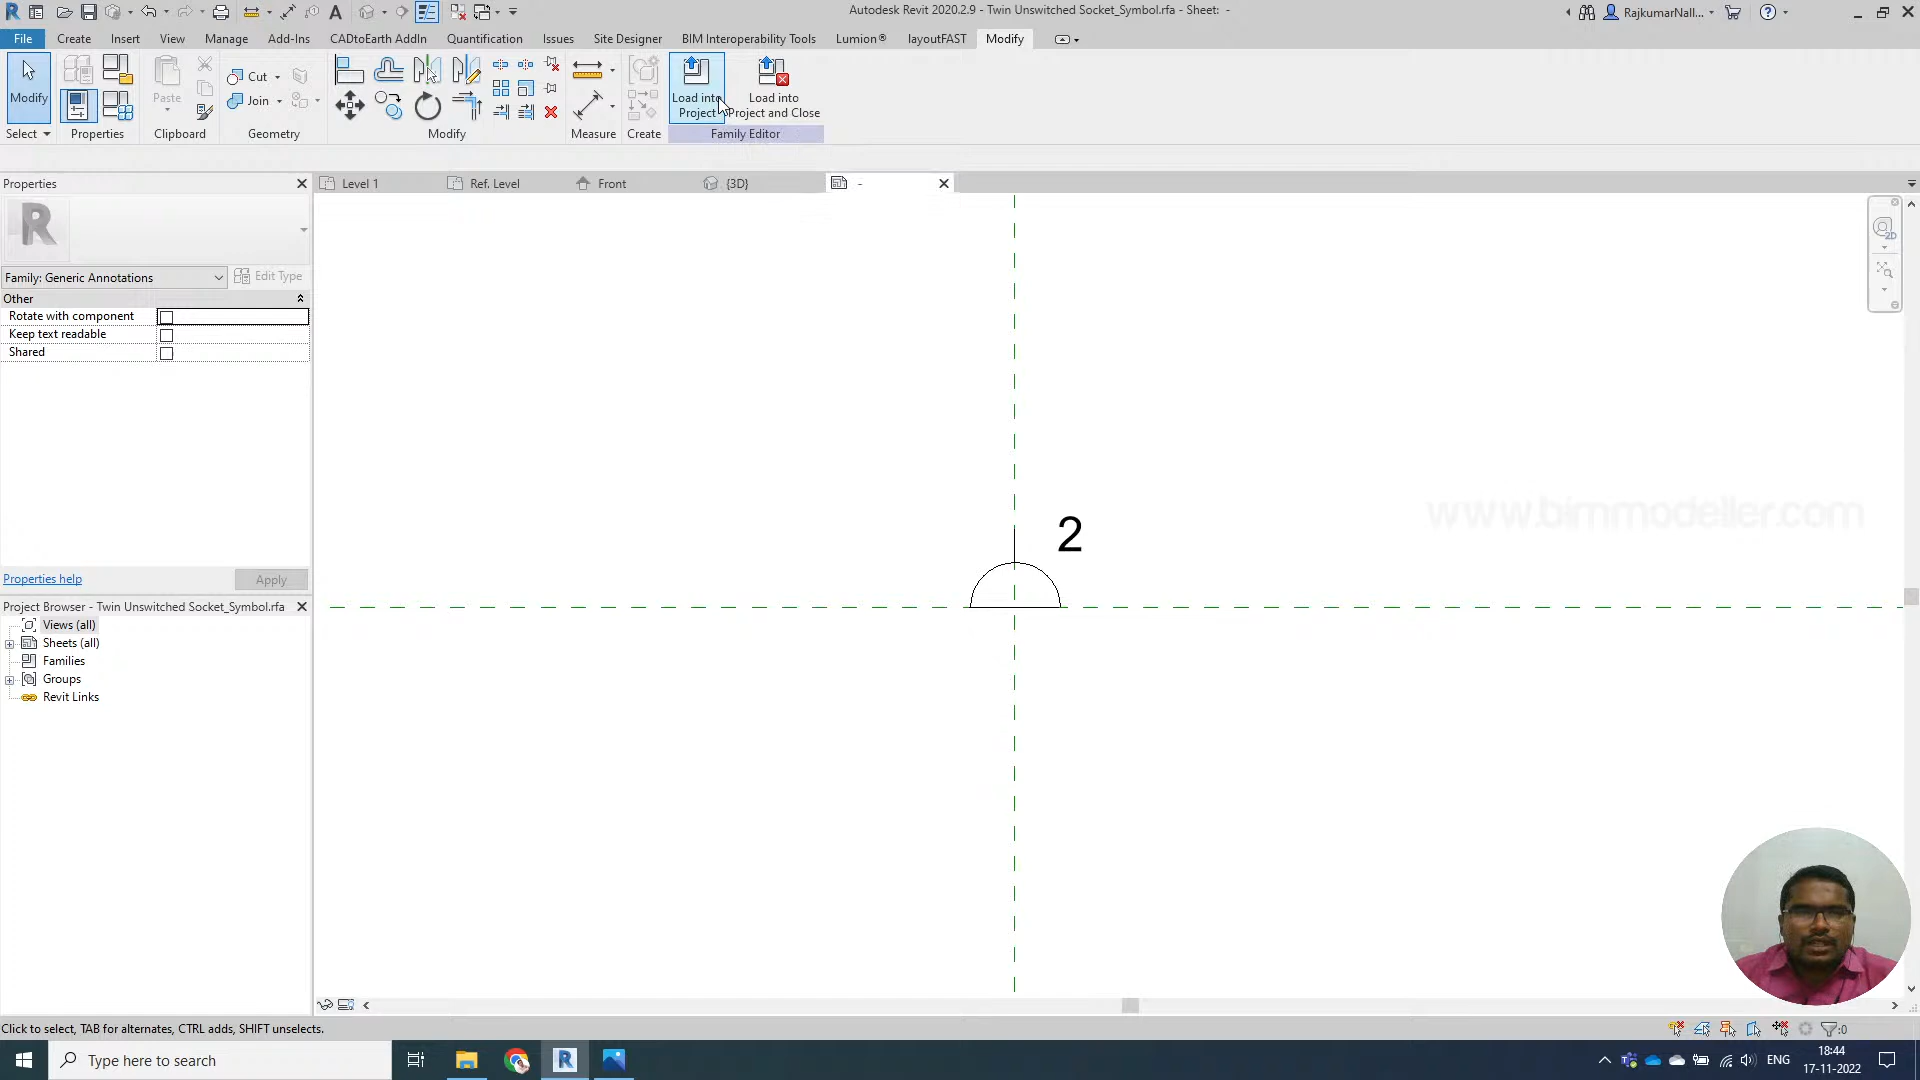 Autodesk Revit 2020.2.9 - Twin Unswitched Socket_Symbol.rfa - Sheet: -
RajkumarNall...
File Create Insert View Manage Add-Ins CADtoEarth AddIn Quantification Issues Site Designer BIM Interoperability Tools Lumion® layoutFAST Modify
Modify
Paste
Cut
Join
Load into Project
Load into Project and Close
Select Properties Clipboard Geometry Modify Measure Create Family Editor
Properties
Level 1
Ref. Level
Front
{3D}
-
R
Family: Generic Annotations
Edit Type
Other
Rotate with component
Keep text readable
Shared
2
www.bimmodeller.com
2D
Properties help
Apply
Project Browser - Twin Unswitched Socket_Symbol.rfa
Views (all)
Sheets (all)
Families
Groups
Revit Links
Click to select, TAB for alternates, CTRL adds, SHIFT unselects.
:0
Type here to search
ENG
18:44
17-11-2022